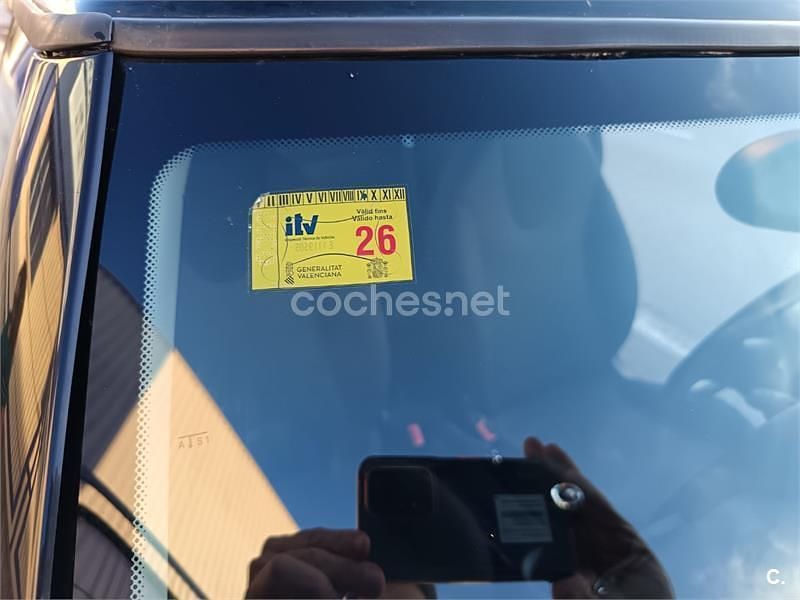 II III IV V VI VII VIII IX X XI XII
itv
Vàlid fins
Válido hasta
26
GENERALITAT
VALENCIANA
coches.net
AS1
C.